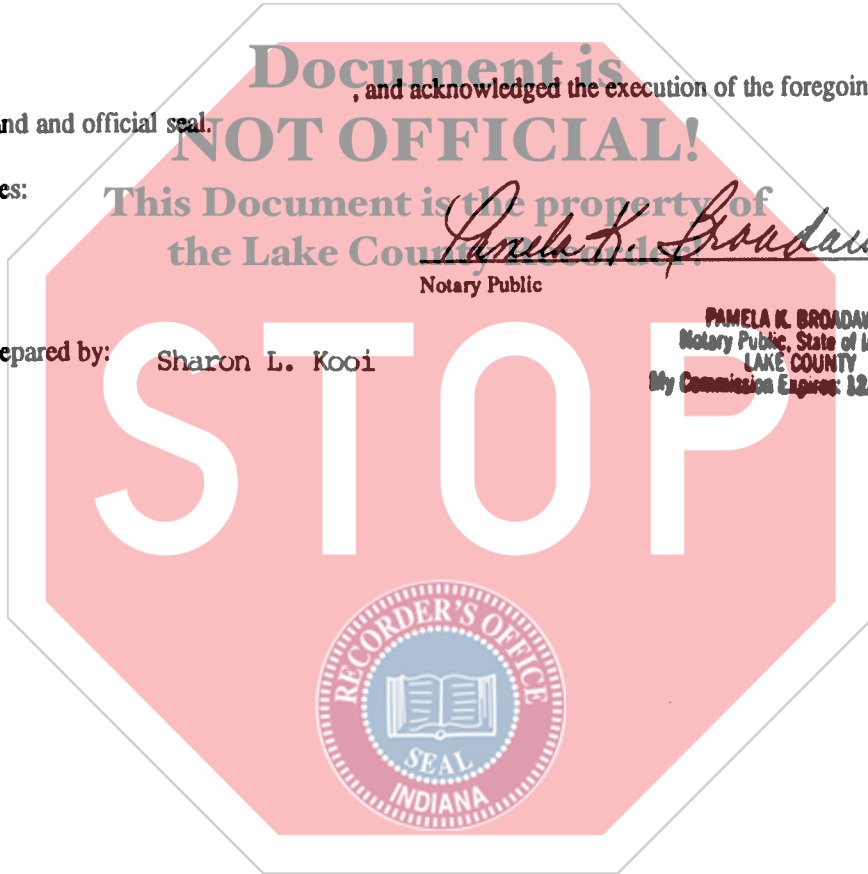 Document is
, and acknowledged the execution of the foregoin
nd and official seal.
NOT OFFICIAL!
es:
This Document is the property of
the Lake County Recorder!
Pamela K. Broadaw
Notary Public
PAMELA K. BROADAW
Notary Public, State of I
LAKE COUNTY
My Commission Expires: 12
epared by: Sharon L. Kooi
STOP
RECORDER'S OFFICE
SEAL
INDIANA